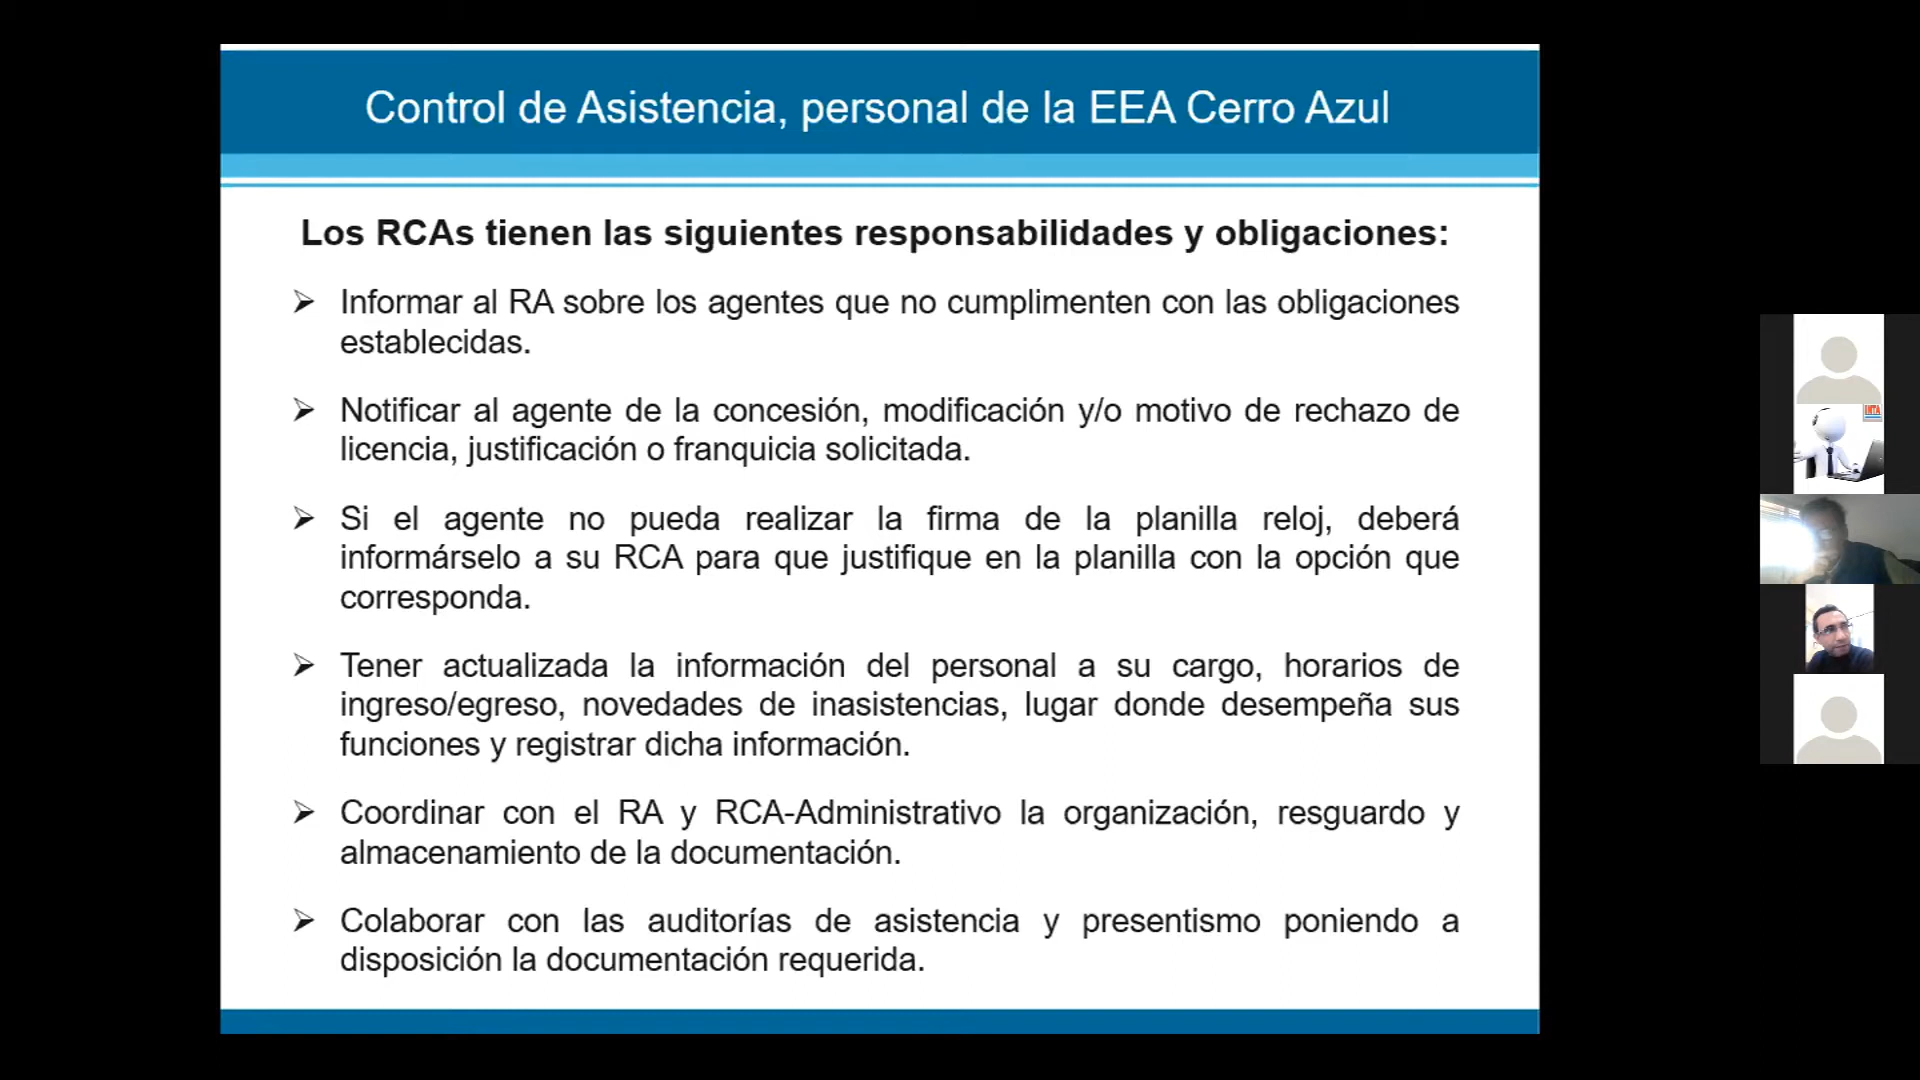 Control de Asistencia, personal de la EEA Cerro Azul
Los RCAs tienen las siguientes responsabilidades y obligaciones:
Informar al RA sobre los agentes que no cumplimenten con las obligaciones
establecidas.
Notificar al agente de la concesión, modificación y/o motivo de rechazo de
licencia, justificación o franquicia solicitada.
Si el agente no pueda realizar la firma de la planilla reloj, deberá
informárselo a su RCA para que justifique en la planilla con la opción que
corresponda.
Tener actualizada la información del personal a su cargo, horarios de
ingreso/egreso, novedades de inasistencias, lugar donde desempeña sus
funciones y registrar dicha información.
Coordinar con el RA y RCA-Administrativo la organización, resguardo y
almacenamiento de la documentación.
Colaborar con las auditorías de asistencia y presentismo poniendo a
disposición la documentación requerida.